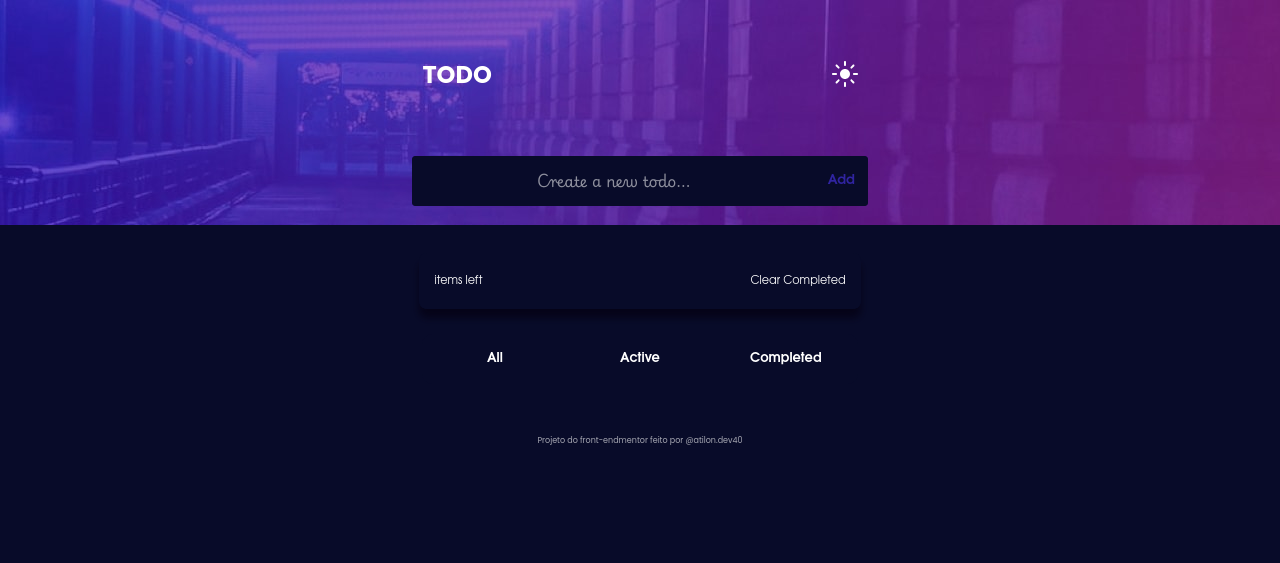 TODO
Create a new todo...
Add
items left
Clear Completed
All
Active
Completed
Projeto do front-endmentor feito por @atilon.dev40